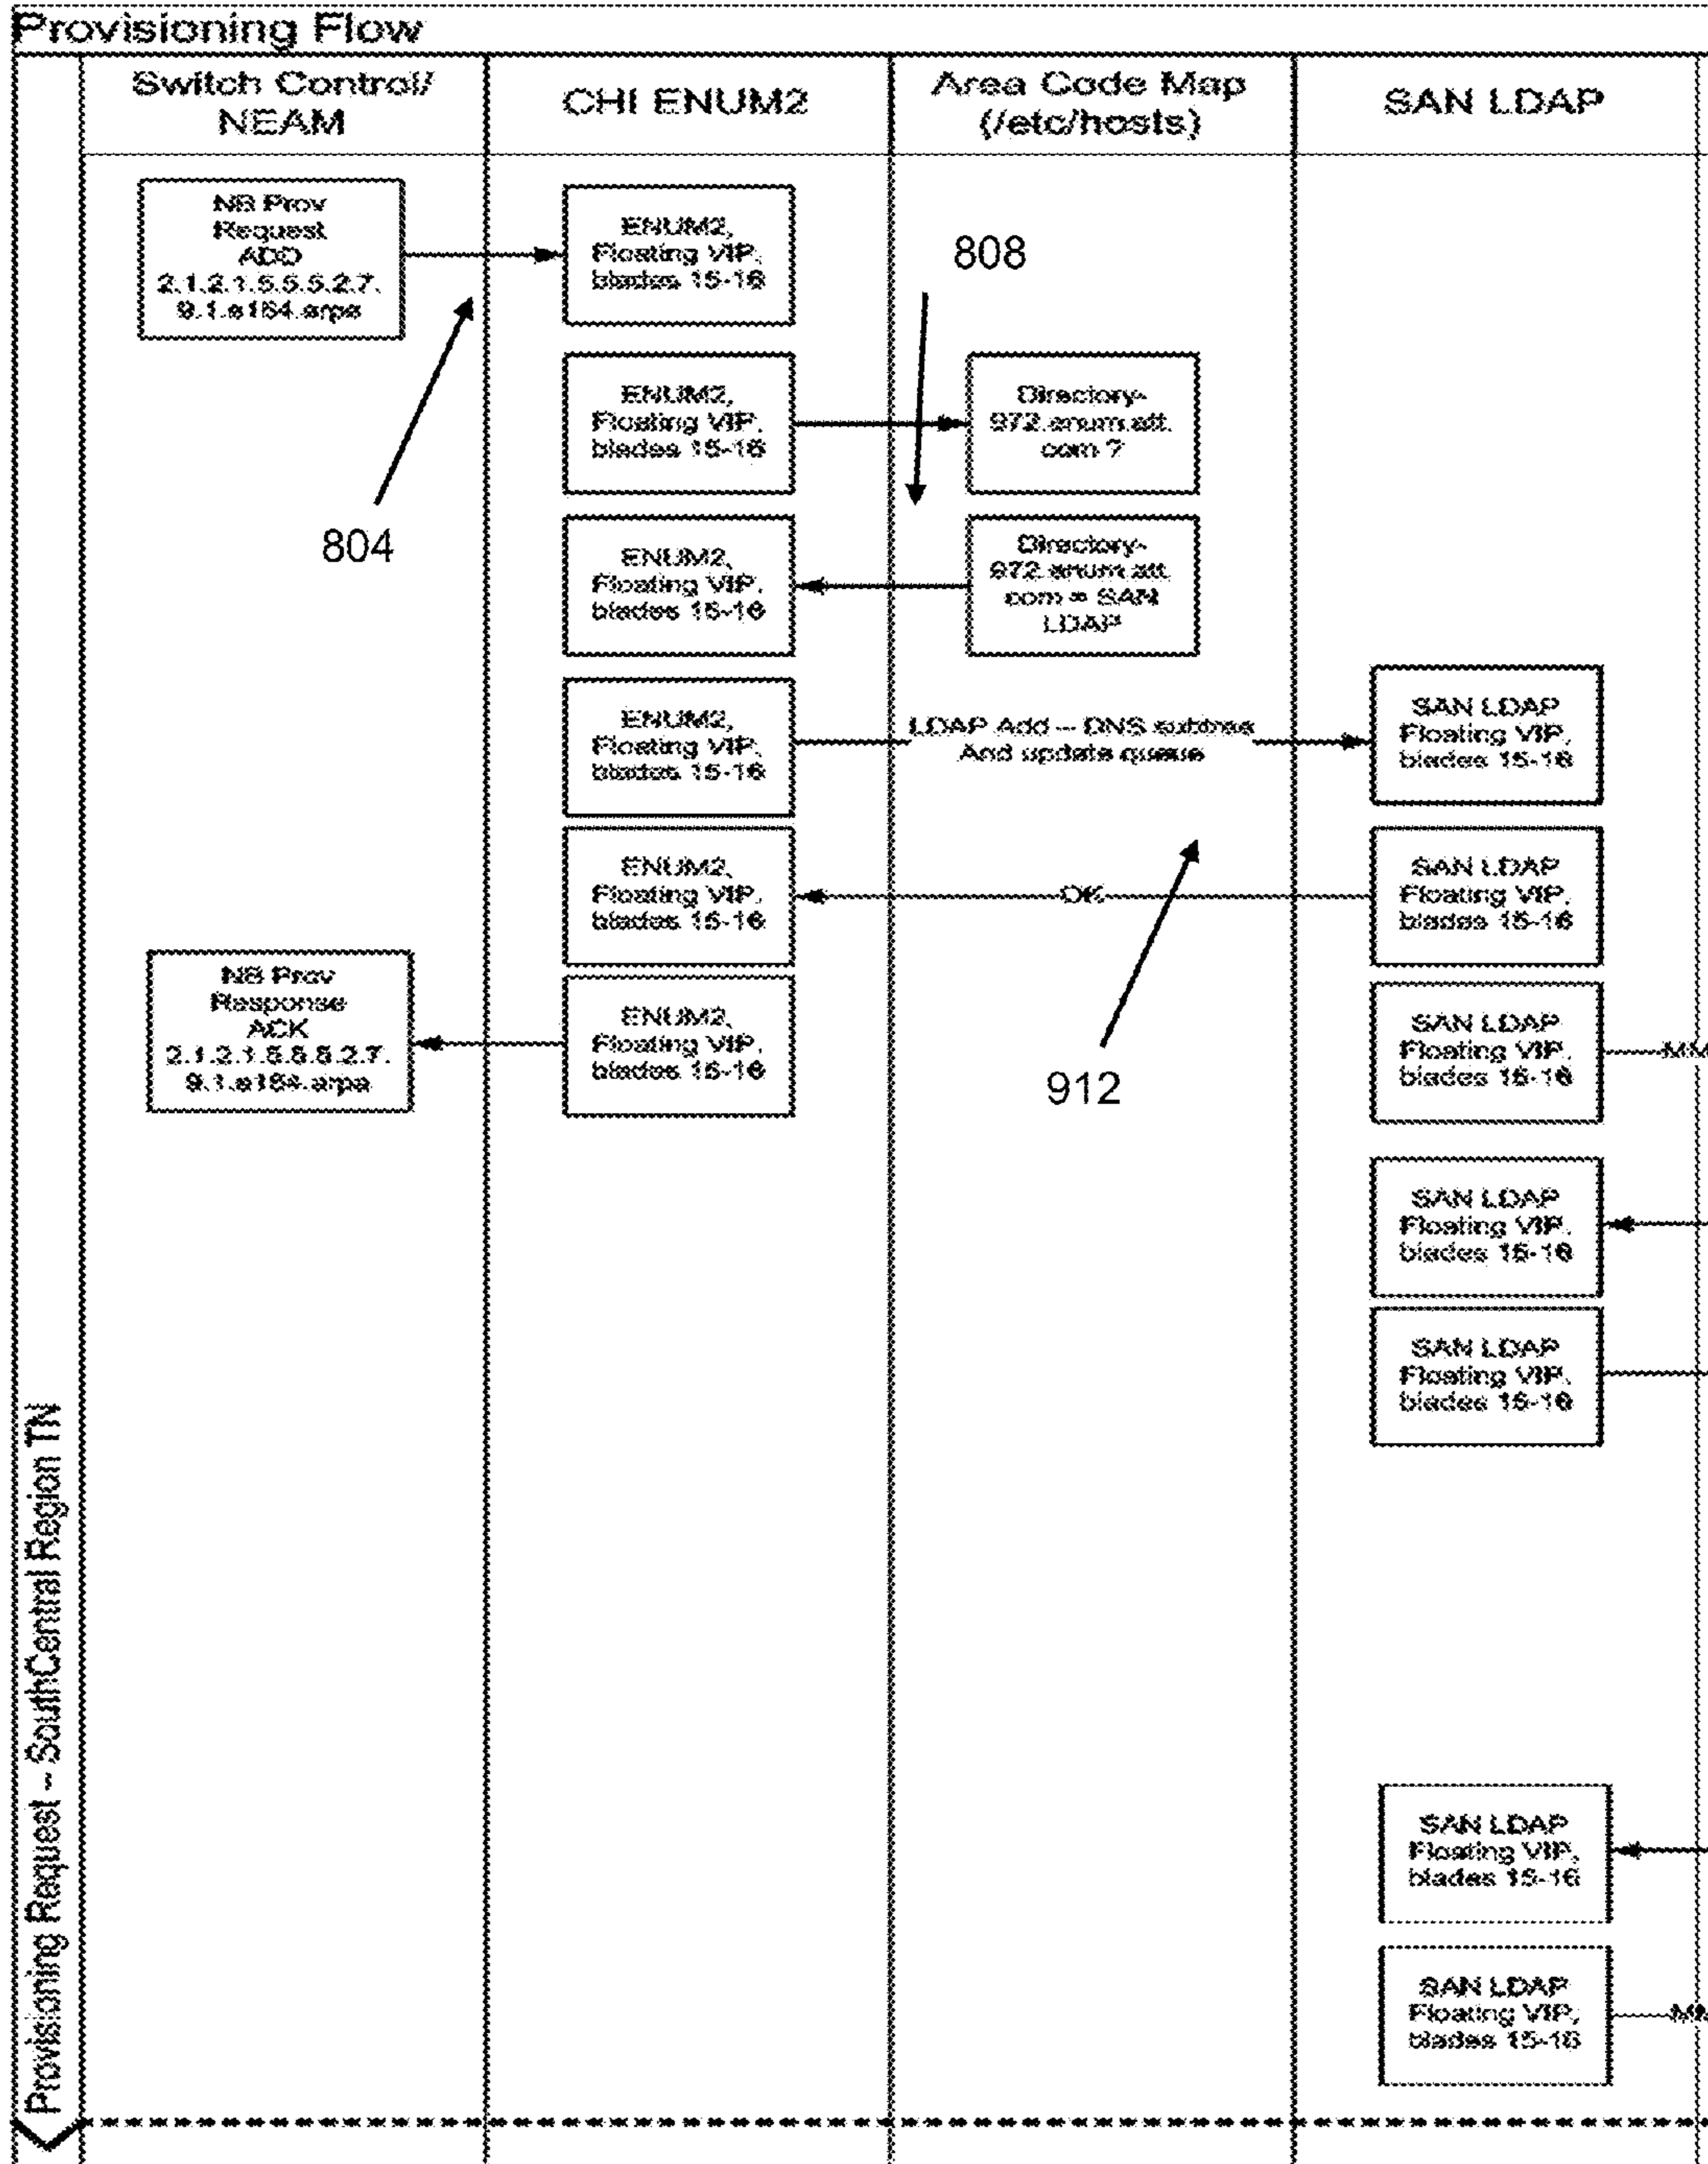 Provisioning Flow
Switch Control/
NEAM
CHI ENUM2
Area Code Map
(/etc/hosts)
SAN LDAP
NB Prov
Request
ADD
2.1.2.1.5.5.5.2.7.
9.1.e164.arpa
ENUM2,
Floating VIP,
blades 15-16
808
804
ENUM2,
Floating VIP,
blades 15-16
Directory-
972.enum.att.
com ?
ENUM2,
Floating VIP,
blades 15-16
Directory-
972.enum.att.
com = SAN
LDAP
ENUM2,
Floating VIP,
blades 15-16
LDAP Add -- DNS subtree
And update queue
SAN LDAP
Floating VIP,
blades 15-16
ENUM2,
Floating VIP,
blades 15-16
OK
SAN LDAP
Floating VIP,
blades 15-16
NB Prov
Response
ACK
2.1.2.1.5.5.5.2.7.
9.1.e164.arpa
ENUM2,
Floating VIP,
blades 15-16
912
SAN LDAP
Floating VIP,
blades 15-16
SAN LDAP
Floating VIP,
blades 15-16
SAN LDAP
Floating VIP,
blades 15-16
SAN LDAP
Floating VIP,
blades 15-16
SAN LDAP
Floating VIP,
blades 15-16
Provisioning Request -- SouthCentral Region TN